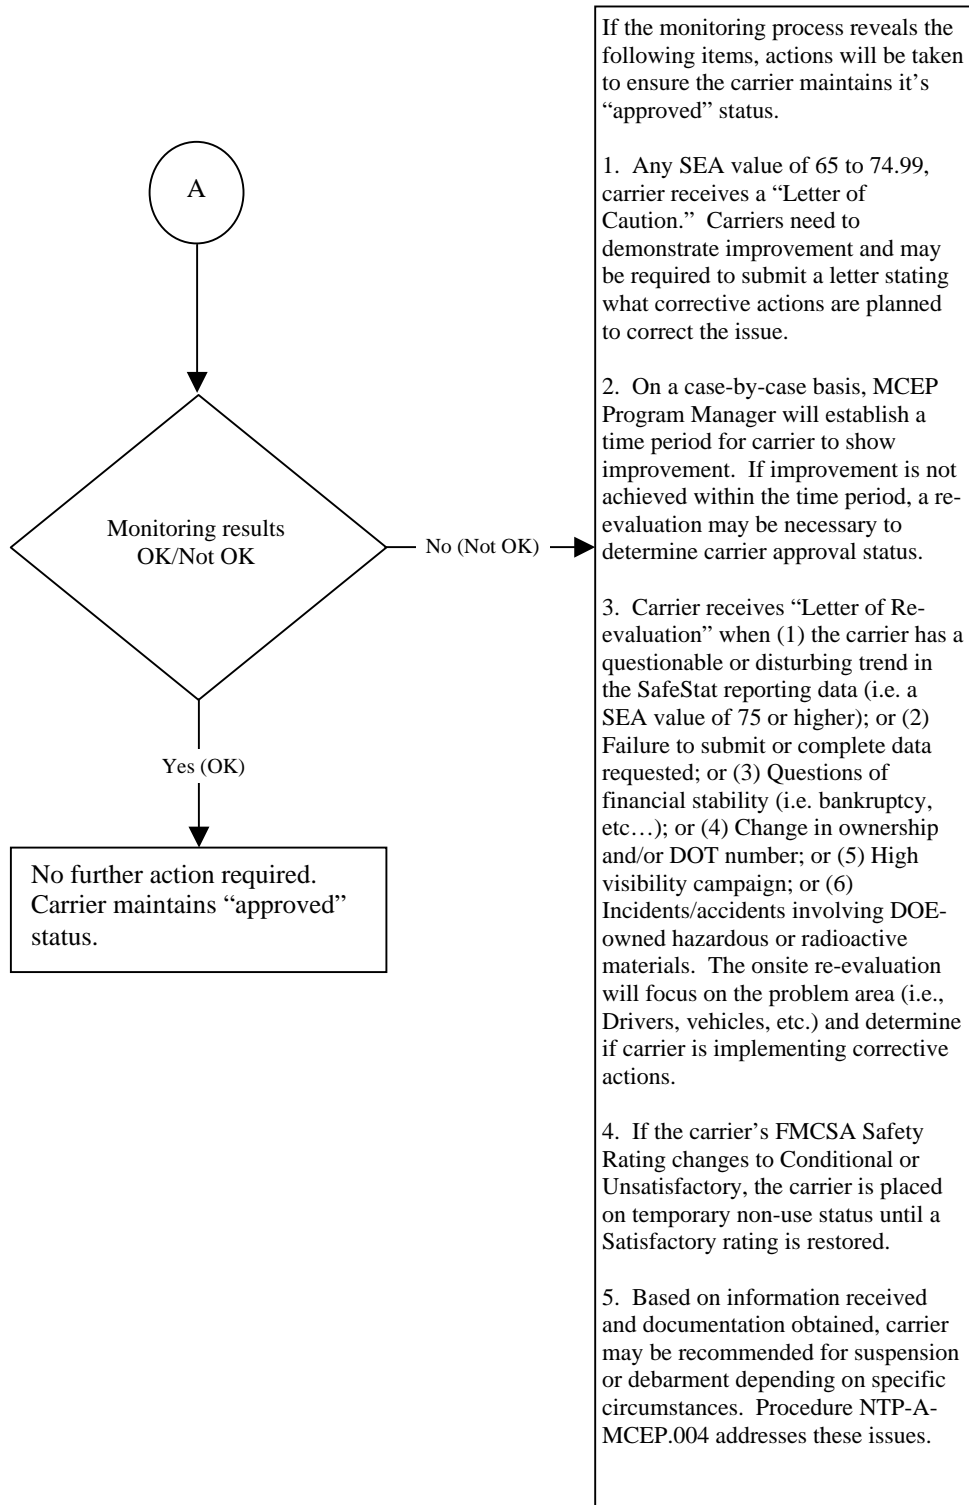 A
Monitoring results
OK/Not OK
No (Not OK)
Yes (OK)
No further action required.
Carrier maintains “approved”
status.
If the monitoring process reveals the
following items, actions will be taken
to ensure the carrier maintains it’s
“approved” status.
1.  Any SEA value of 65 to 74.99,
carrier receives a “Letter of
Caution.”  Carriers need to
demonstrate improvement and may
be required to submit a letter stating
what corrective actions are planned
to correct the issue.
2.  On a case-by-case basis, MCEP
Program Manager will establish a
time period for carrier to show
improvement.  If improvement is not
achieved within the time period, a re-
evaluation may be necessary to
determine carrier approval status.
3.  Carrier receives “Letter of Re-
evaluation” when (1) the carrier has a
questionable or disturbing trend in
the SafeStat reporting data (i.e. a
SEA value of 75 or higher); or (2)
Failure to submit or complete data
requested; or (3) Questions of
financial stability (i.e. bankruptcy,
etc…); or (4) Change in ownership
and/or DOT number; or (5) High
visibility campaign; or (6)
Incidents/accidents involving DOE-
owned hazardous or radioactive
materials.  The onsite re-evaluation
will focus on the problem area (i.e.,
Drivers, vehicles, etc.) and determine
if carrier is implementing corrective
actions.
4.  If the carrier’s FMCSA Safety
Rating changes to Conditional or
Unsatisfactory, the carrier is placed
on temporary non-use status until a
Satisfactory rating is restored.
5.  Based on information received
and documentation obtained, carrier
may be recommended for suspension
or debarment depending on specific
circumstances.  Procedure NTP-A-
MCEP.004 addresses these issues.